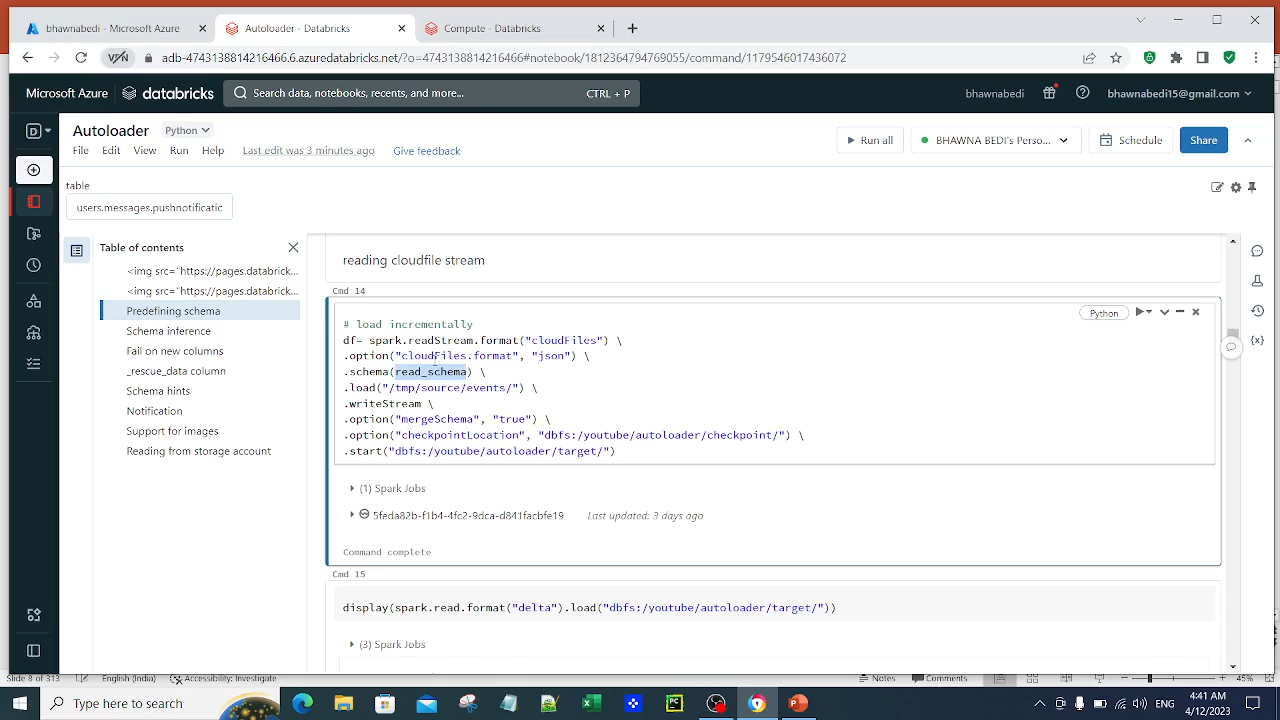 bhawnabedi - Microsoft Azure
Autoloader - Databricks
Compute - Databricks
adb-4743138814216466.6.azuredatabricks.net/?o=4743138814216466#notebook/1812364794769055/command/1179546017436072
Microsoft Azure databricks
Search data, notebooks, recents, and more... CTRL + P
bhawnabedi
bhawnabedi15@gmail.com
D
Autoloader Python
File Edit View Run Help Last edit was 3 minutes ago Give feedback
Run all
BHAWNA BEDI's Perso...
Schedule
Share
table
users.messages.pushnotificatic
Table of contents
<img src="https://pages.databrick...
<img src="https://pages.databrick...
Predefining schema
Schema inference
Fail on new columns
_rescue_data column
Schema hints
Notification
Support for images
Reading from storage account
reading cloudfile stream
Cmd 14
Python
# load incrementally
df= spark.readStream.format("cloudFiles") \
.option("cloudFiles.format", "json") \
.schema(read_schema) \
.load("/tmp/source/events/") \
.writeStream \
.option("mergeSchema", "true") \
.option("checkpointLocation", "dbfs:/youtube/autoloader/checkpoint/") \
.start("dbfs:/youtube/autoloader/target/")
(1) Spark Jobs
5feda82b-f1b4-4fc2-9dca-d841facbfe19 Last updated: 3 days ago
Command complete
Cmd 15
display(spark.read.format("delta").load("dbfs:/youtube/autoloader/target/"))
(3) Spark Jobs
{x}
Slide 8 of 313 English (India) Accessibility: Investigate Notes Comments 45%
Type here to search
ENG
4:41 AM
4/12/2023